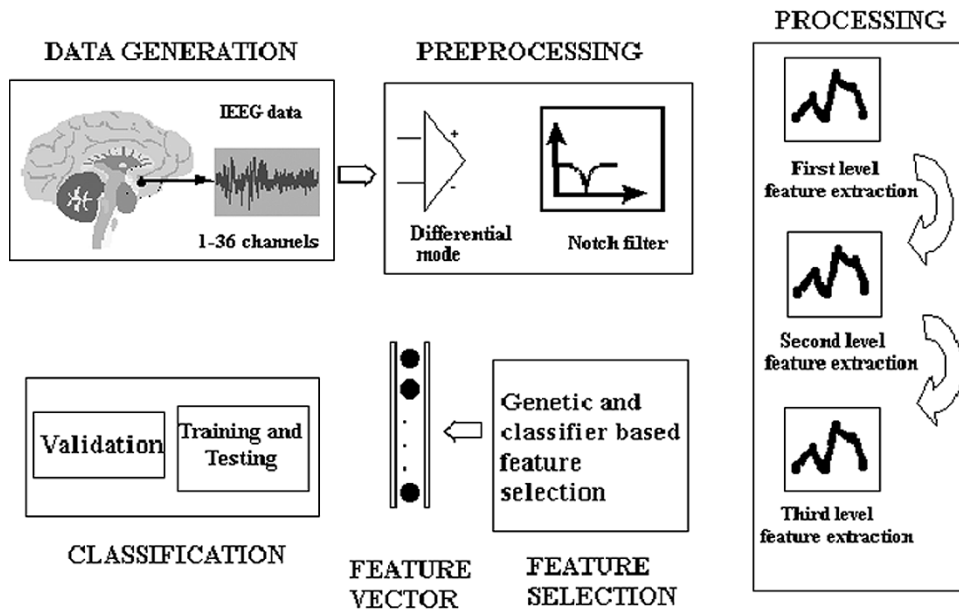 DATA GENERATION
IEEG data
1-36 channels
PREPROCESSING
+
-
Differential
mode
Notch filter
PROCESSING
First level
feature extraction
Second level
feature extraction
Third level
feature extraction
Genetic and
classifier based
feature
selection
FEATURE
SELECTION
FEATURE
VECTOR
Validation
Training and
Testing
CLASSIFICATION